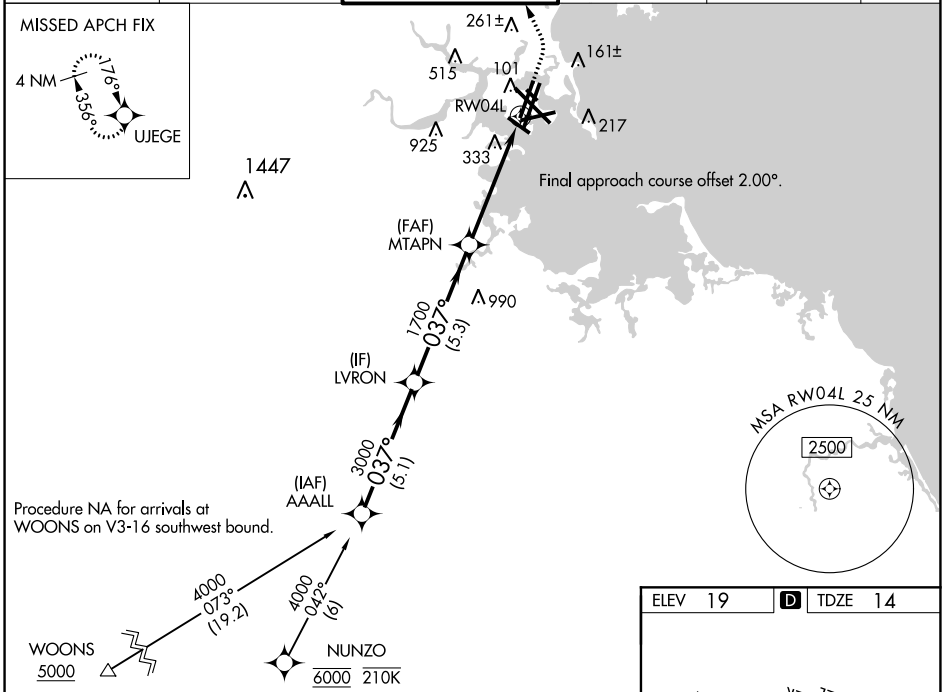 MISSED APCH FIX
4 NM
176°
356°
UJEGE
261±
515
161±
101
RW04L
217
925
333
1447
Final approach course offset 2.00°.
(FAF)
MTAPN
990
1700
037°
(5.3)
(IF)
LVRON
MSA RW04L 25 NM
2500
3000
037°
(5.1)
(IAF)
AAALL
Procedure NA for arrivals at
WOONS on V3-16 southwest bound.
4000
073°
(19.2)
4000
042°
(6)
ELEV 19
D
TDZE 14
WOONS
5000
NUNZO
6000 210K